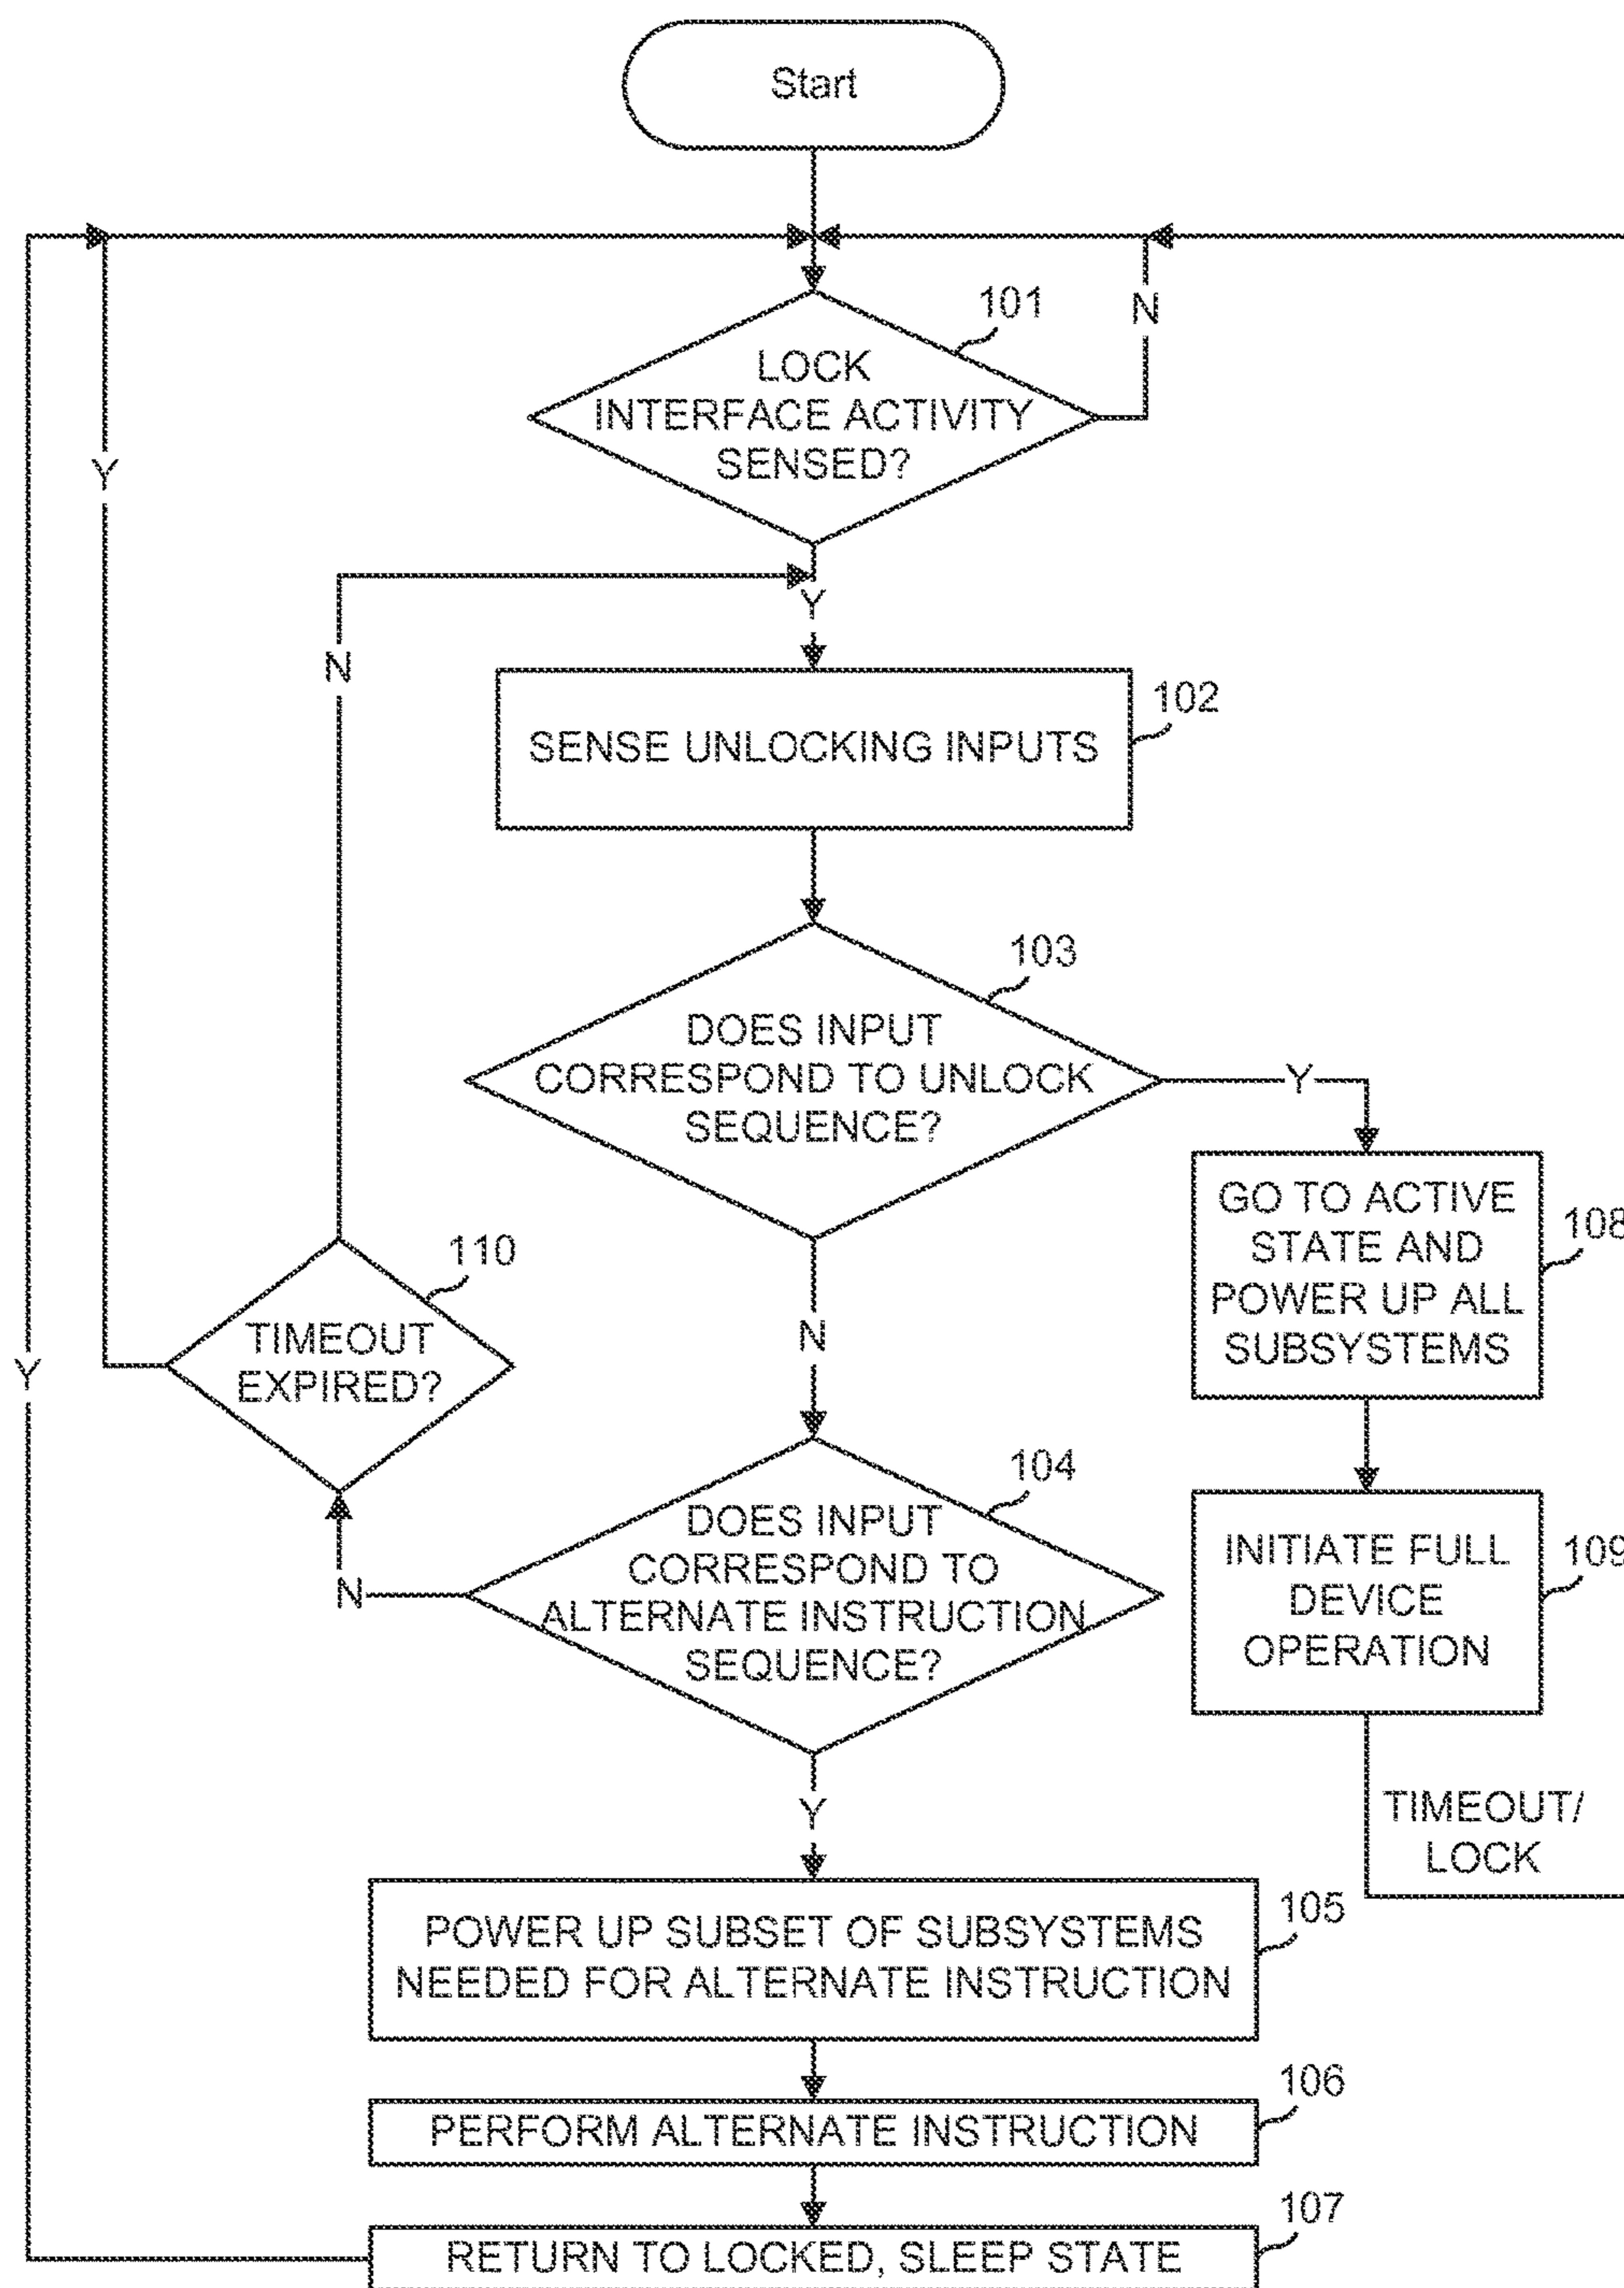 Start
101
N
LOCK
INTERFACE ACTIVITY
SENSED?
Y
Y
N
102
SENSE UNLOCKING INPUTS
103
DOES INPUT
CORRESPOND TO UNLOCK
SEQUENCE?
Y
GO TO ACTIVE
STATE AND
POWER UP ALL
SUBSYSTEMS
108
110
TIMEOUT
EXPIRED?
N
Y
104
DOES INPUT
CORRESPOND TO
ALTERNATE INSTRUCTION
SEQUENCE?
N
INITIATE FULL
DEVICE
OPERATION
109
Y
TIMEOUT/
LOCK
105
POWER UP SUBSET OF SUBSYSTEMS
NEEDED FOR ALTERNATE INSTRUCTION
106
PERFORM ALTERNATE INSTRUCTION
107
RETURN TO LOCKED, SLEEP STATE